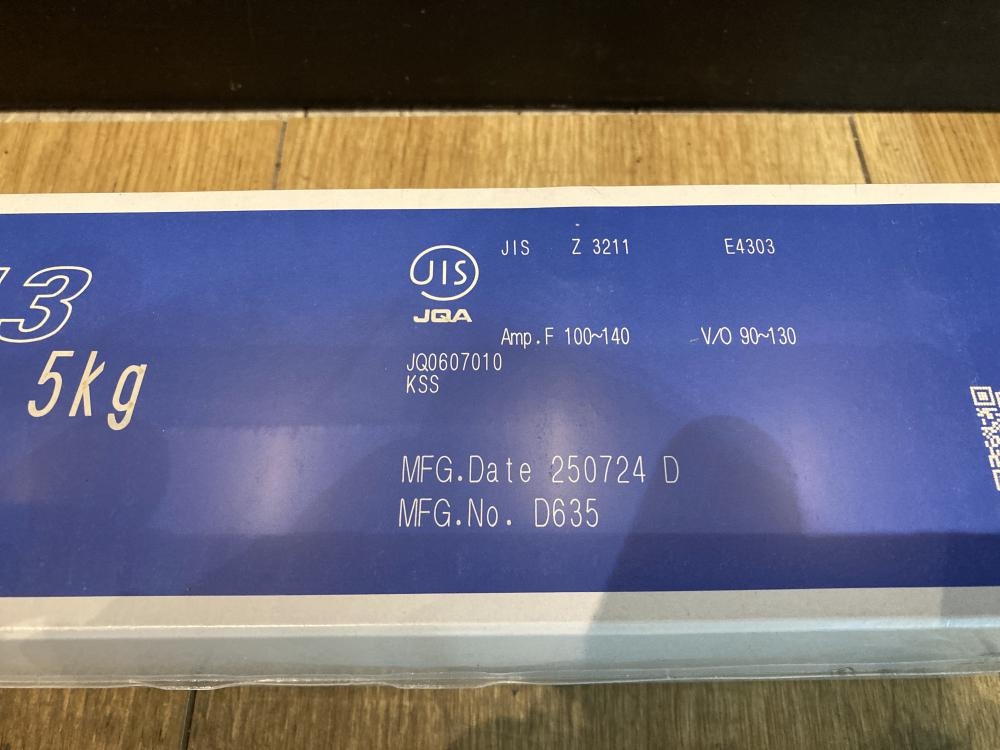 3
5kg
JIS
JQA
JIS Z 3211 E4303
Amp.F 100~140 V/O 90~130
JQ0607010
KSS
MFG.Date 250724 D
MFG.No. D635